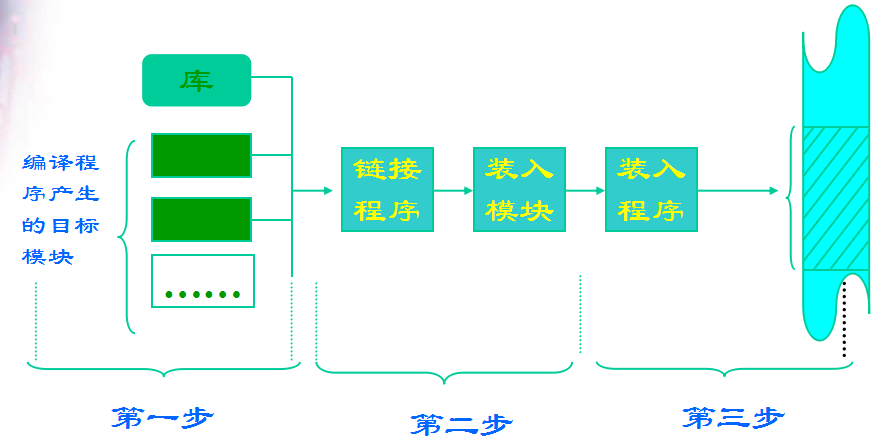 库
编译程
序产生
的目标
模块
链接
程序
装入
模块
装入
程序
······
第一步
第二步
第三步